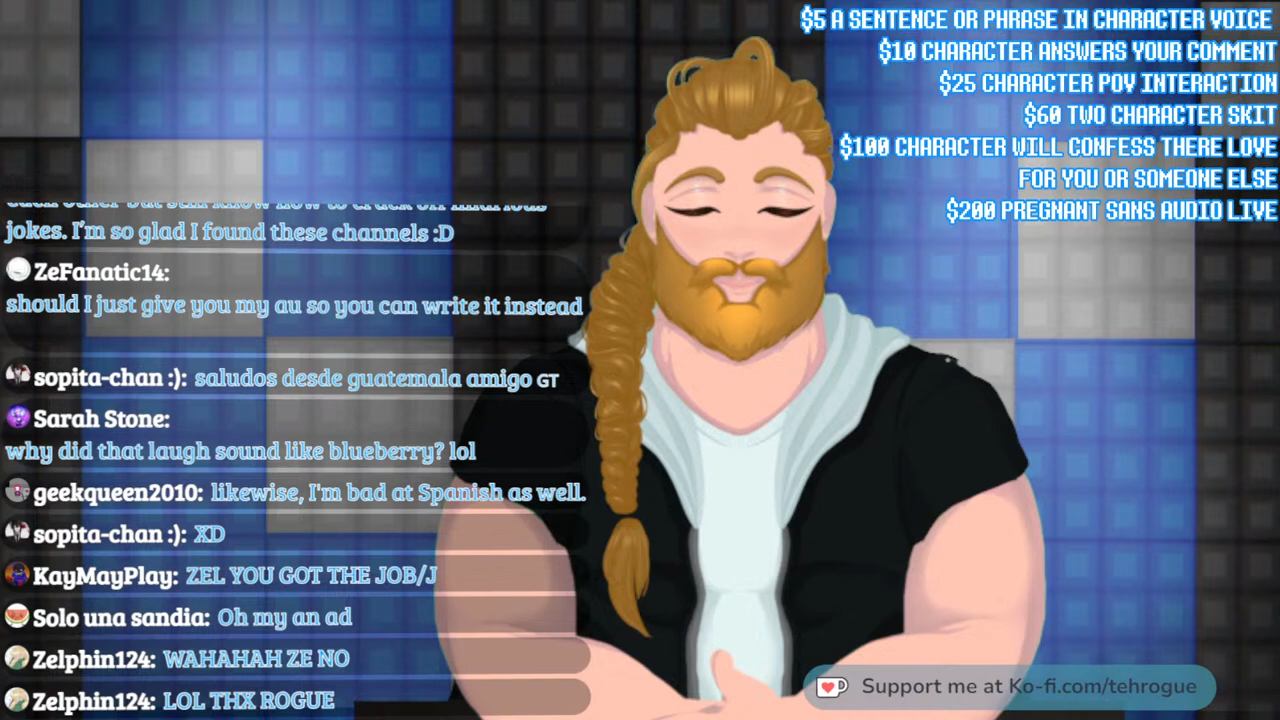 $5 A SENTENCE OR PHRASE IN CHARACTER VOICE
$10 CHARACTER ANSWERS YOUR COMMENT
$25 CHARACTER POV INTERACTION
$60 TWO CHARACTER SKIT
$100 CHARACTER WILL CONFESS THERE LOVE
FOR YOU OR SOMEONE ELSE
$200 PREGNANT SANS AUDIO LIVE
jokes. I'm so glad I found these channels :D
ZeFanatic14:
should I just give you my au so you can write it instead
sopita-chan :): saludos desde guatemala amigo GT
Sarah Stone:
why did that laugh sound like blueberry? lol
geekqueen2010: likewise, I'm bad at Spanish as well.
sopita-chan :): XD
KayMayPlay: ZEL YOU GOT THE JOB/J
Solo una sandia: Oh my an ad
Zelphin124: WAHAHAH ZE NO
Zelphin124: LOL THX ROGUE
Support me at Ko-fi.com/tehrogue